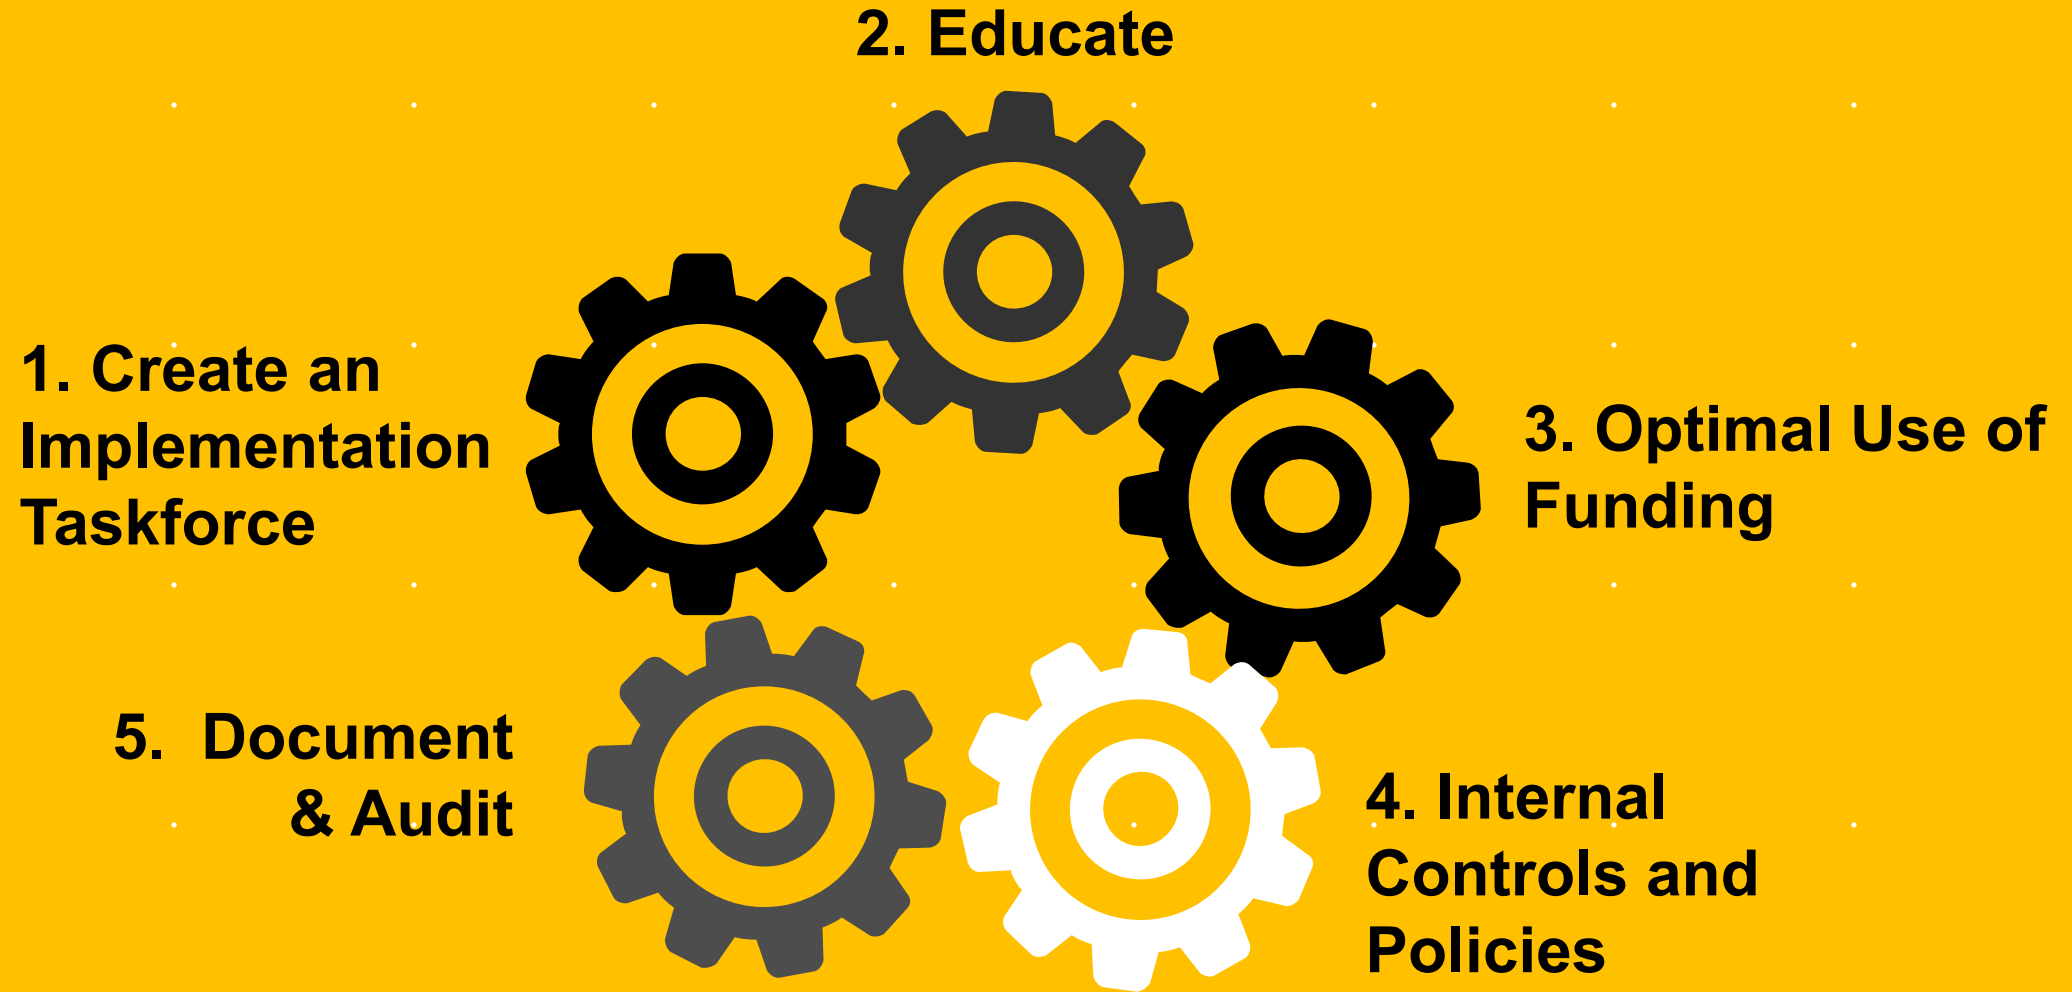 2. Educate
1. Create an
Implementation
Taskforce
3. Optimal Use of
Funding
5. Document
& Audit
4. Internal
Controls and
Policies